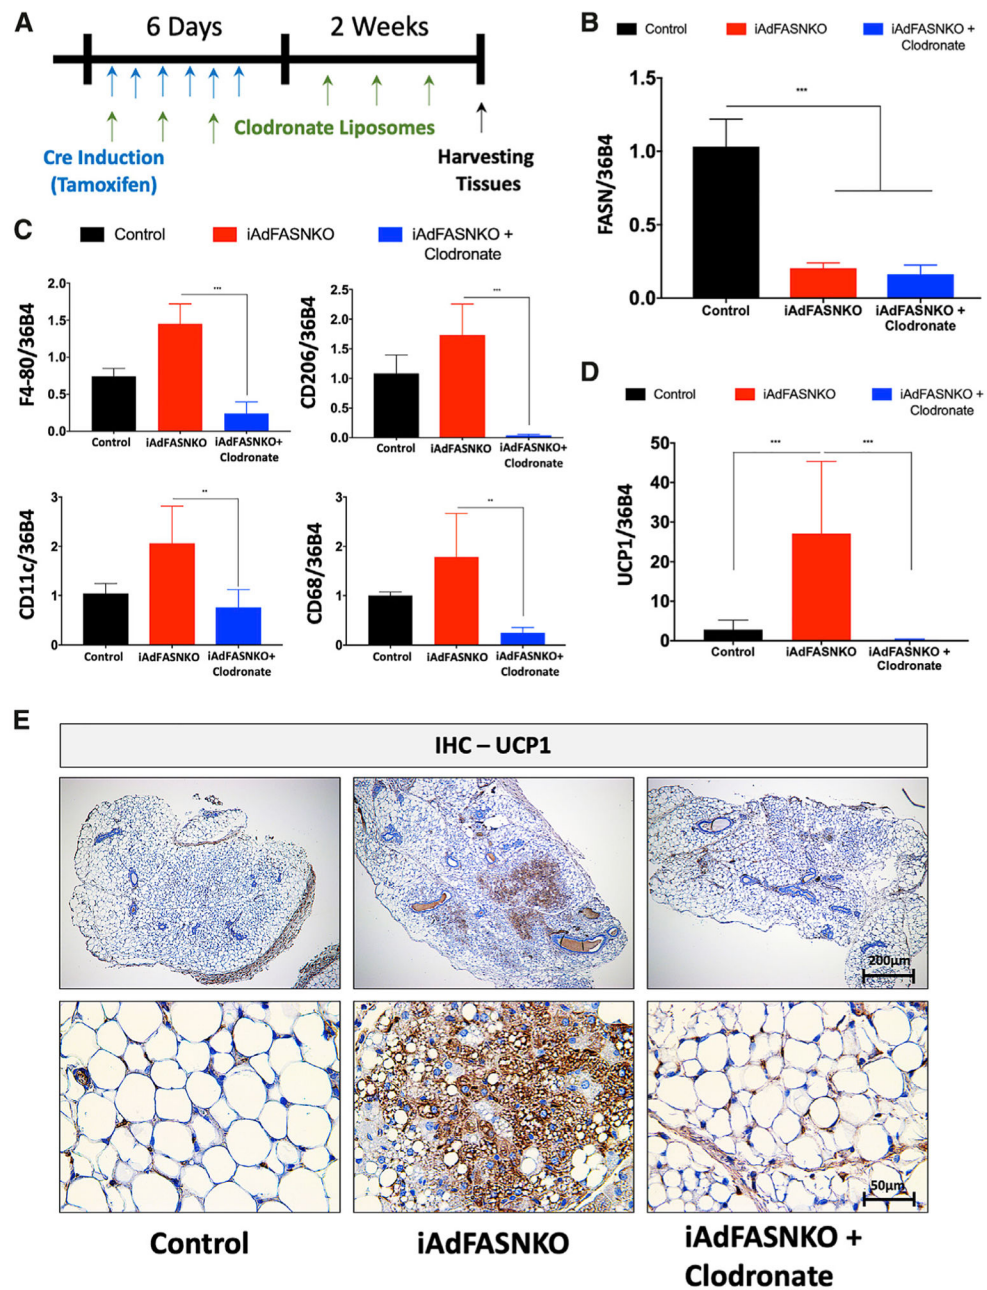 A
6 Days
2 Weeks
Clodronate Liposomes
Cre Induction
(Tamoxifen)
Harvesting
Tissues
B
Control
iAdFASNKO
iAdFASNKO +
Clodronate
FASN/36B4
1.5
1.0
0.5
0.0
***
Control
iAdFASNKO
iAdFASNKO +
Clodronate
C
Control
iAdFASNKO
iAdFASNKO +
Clodronate
F4-80/36B4
2.0
1.5
1.0
0.5
0.0
***
Control
iAdFASNKO
iAdFASNKO+
Clodronate
CD206/36B4
2.5
2.0
1.5
1.0
0.5
0.0
***
Control
iAdFASNKO
iAdFASNKO+
Clodronate
CD11c/36B4
3
2
1
0
**
Control
iAdFASNKO
iAdFASNKO+
Clodronate
CD68/36B4
3
2
1
0
**
Control
iAdFASNKO
iAdFASNKO+
Clodronate
D
Control
iAdFASNKO
iAdFASNKO +
Clodronate
UCP1/36B4
50
40
30
20
10
0
***
***
Control
iAdFASNKO
iAdFASNKO +
Clodronate
E
IHC – UCP1
200µm
50µm
Control
iAdFASNKO
iAdFASNKO +
Clodronate